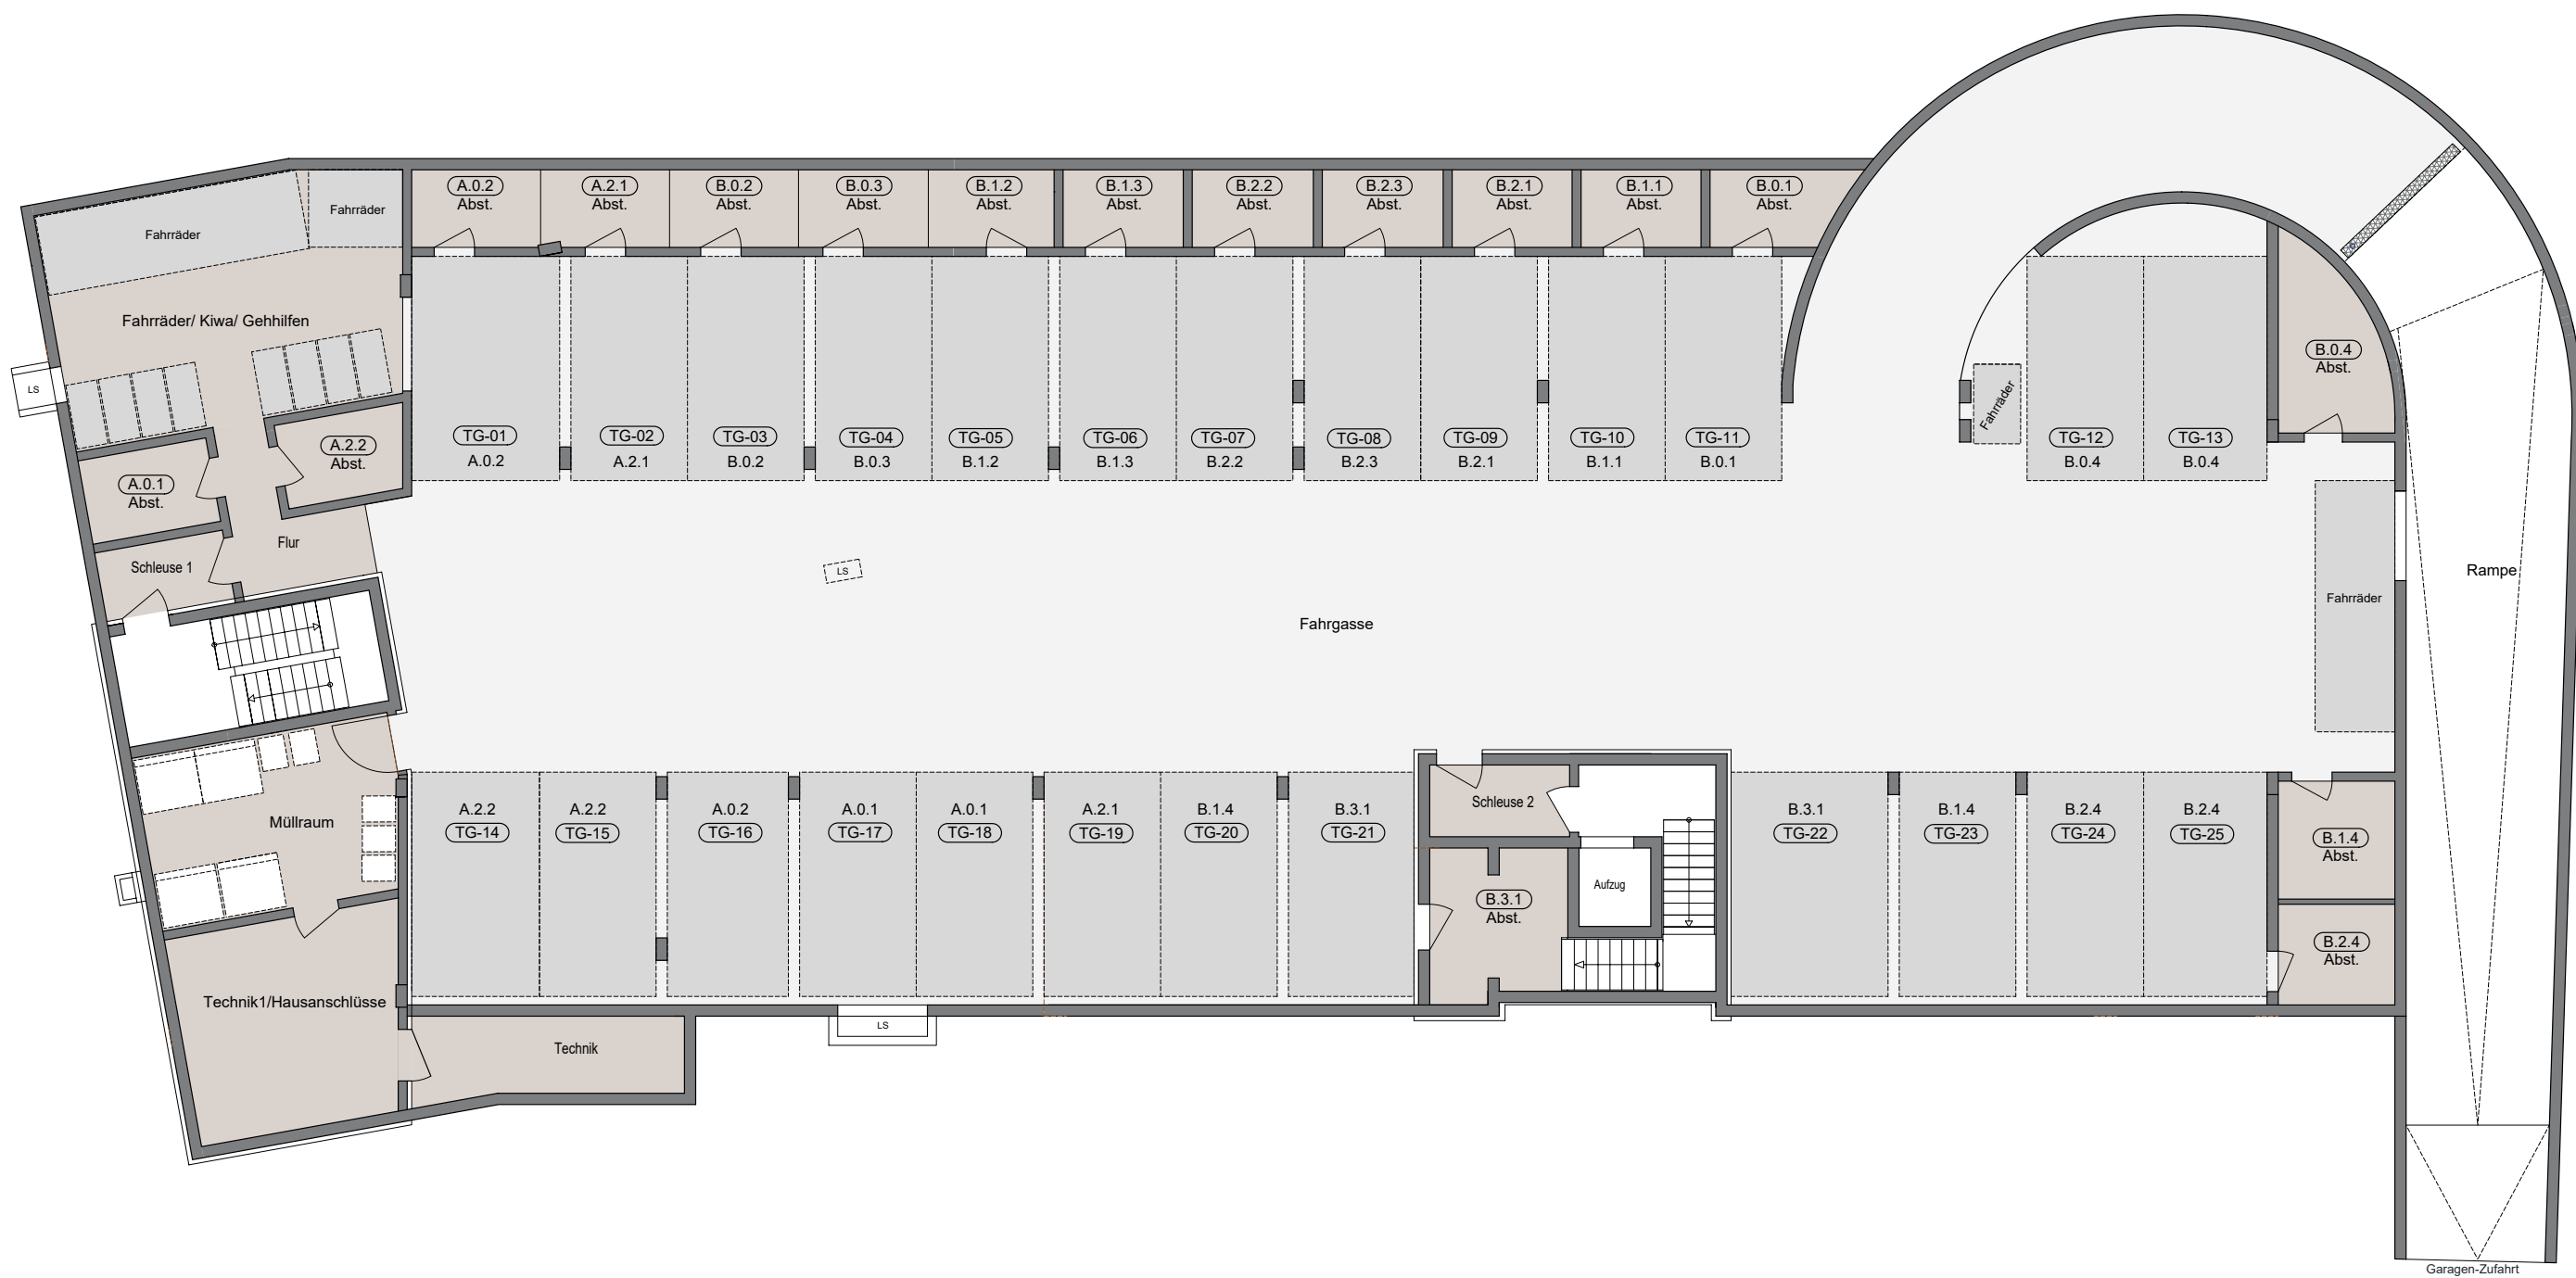 A.0.2
Abst.
A.2.1
Abst.
B.0.2
Abst.
B.0.3
Abst.
B.1.2
Abst.
B.1.3
Abst.
B.2.2
Abst.
B.2.3
Abst.
B.2.1
Abst.
B.1.1
Abst.
B.0.1
Abst.
Fahrräder
Fahrräder
Fahrräder/ Kiwa/ Gehhilfen
LS
A.2.2
Abst.
A.0.1
Abst.
Flur
Schleuse 1
TG-01
A.0.2
TG-02
A.2.1
TG-03
B.0.2
TG-04
B.0.3
TG-05
B.1.2
TG-06
B.1.3
TG-07
B.2.2
TG-08
B.2.3
TG-09
B.2.1
TG-10
B.1.1
TG-11
B.0.1
Fahrräder
TG-12
B.0.4
TG-13
B.0.4
B.0.4
Abst.
LS
Fahrgasse
Fahrräder
Rampe
Müllraum
A.2.2
TG-14
A.2.2
TG-15
A.0.2
TG-16
A.0.1
TG-17
A.0.1
TG-18
A.2.1
TG-19
B.1.4
TG-20
B.3.1
TG-21
Schleuse 2
Aufzug
B.3.1
Abst.
B.3.1
TG-22
B.1.4
TG-23
B.2.4
TG-24
B.2.4
TG-25
B.1.4
Abst.
B.2.4
Abst.
Technik1/Hausanschlüsse
Technik
LS
Garagen-Zufahrt